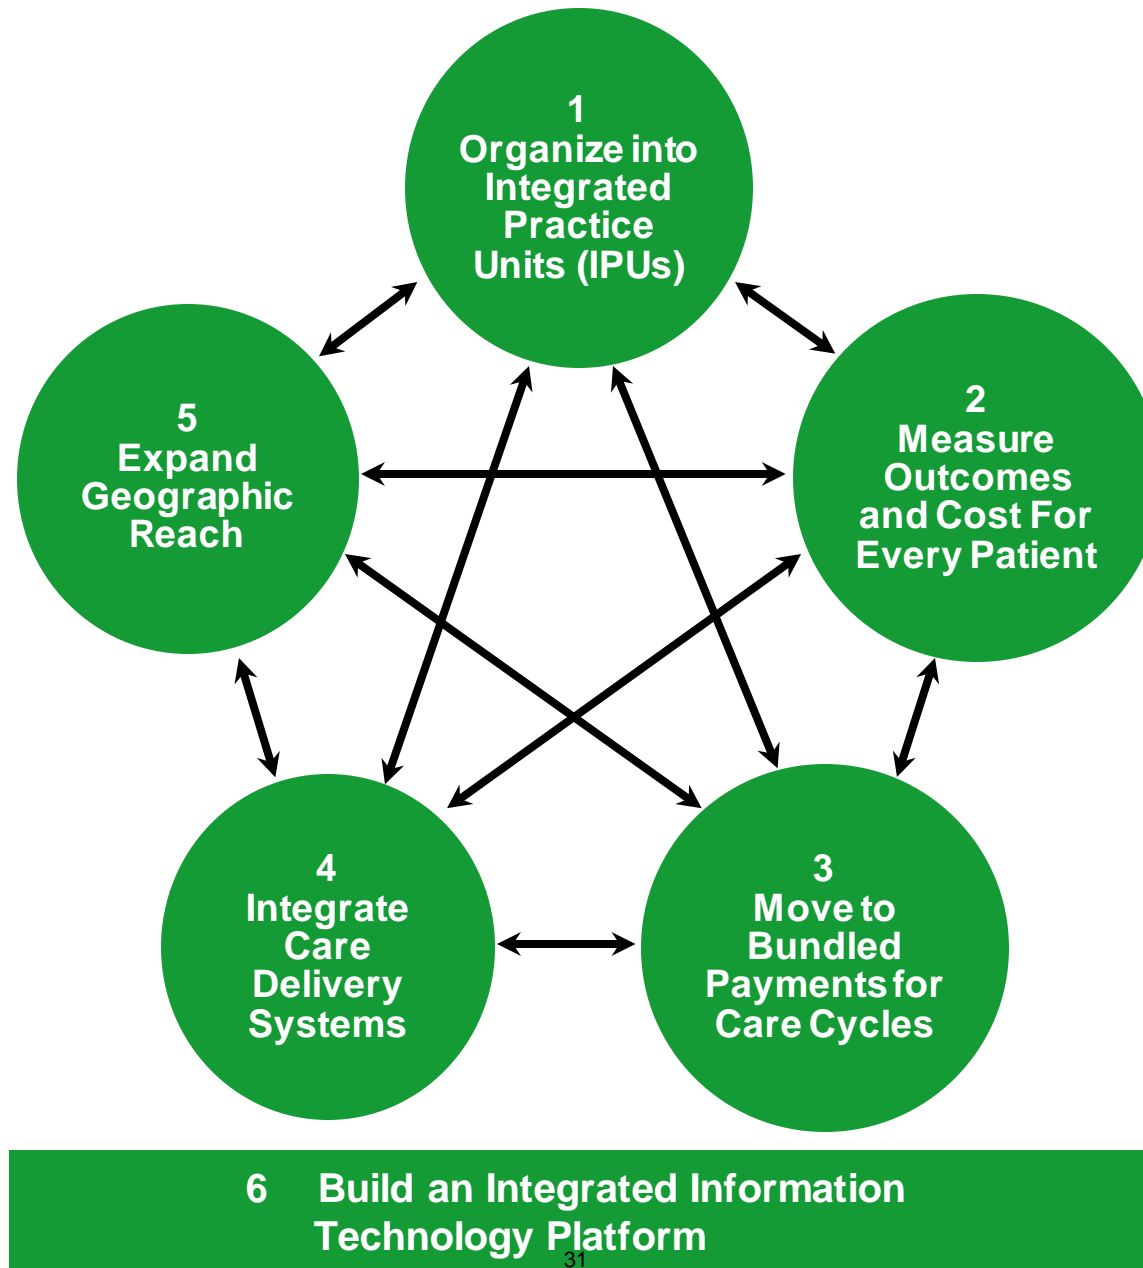 1
Organize into
Integrated
Practice
Units (IPUs)
2
Measure
Outcomes
and Cost For
Every Patient
3
Move to
Bundled
Payments for
Care Cycles
4
Integrate
Care
Delivery
Systems
5
Expand
Geographic
Reach
6 Build an Integrated Information
Technology Platform
31